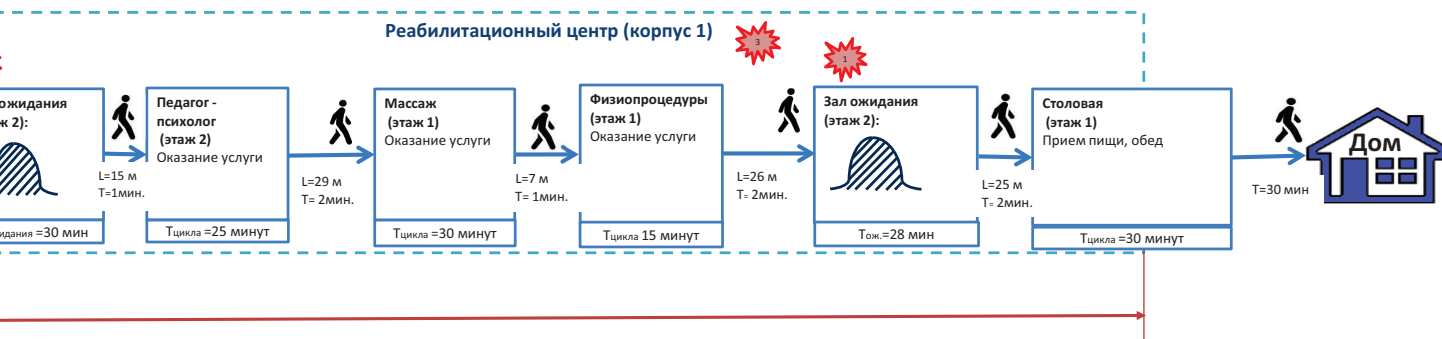 Реабилитационный центр (корпус 1)
3
1
ожидания
ж 2):
идания =30 мин
L=15 м
Т=1мин.
Педагог -
психолог
(этаж 2)
Оказание услуги
Тцикла =25 минут
L=29 м
Т= 2мин.
Массаж
(этаж 1)
Оказание услуги
Тцикла =30 минут
L=7 м
Т= 1мин.
Физиопроцедуры
(этаж 1)
Оказание услуги
Тцикла 15 минут
L=26 м
Т= 2мин.
Зал ожидания
(этаж 2):
Тож.=28 мин
L=25 м
Т= 2мин.
Столовая
(этаж 1)
Прием пищи, обед
Тцикла =30 минут
Т=30 мин
Дом